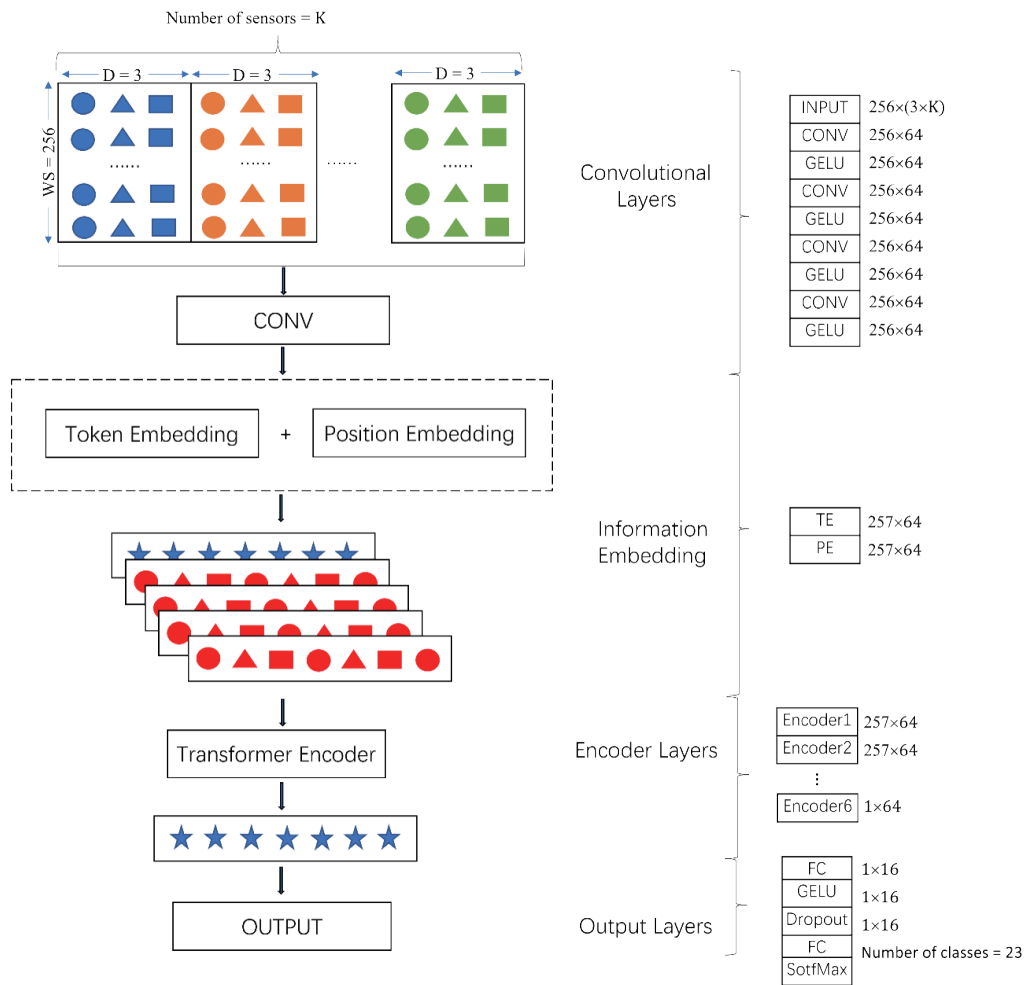 Number of sensors = K
D = 3
D = 3
D = 3
WS = 256
......
......
......
......
CONV
Token Embedding
+
Position Embedding
Transformer Encoder
OUTPUT
Convolutional
Layers
Information
Embedding
Encoder Layers
Output Layers
INPUT 256×(3×K)
CONV 256×64
GELU 256×64
CONV 256×64
GELU 256×64
CONV 256×64
GELU 256×64
CONV 256×64
GELU 256×64
TE 257×64
PE 257×64
Encoder1 257×64
Encoder2 257×64
⋮
Encoder6 1×64
FC 1×16
GELU 1×16
Dropout 1×16
FC Number of classes = 23
SotfMax